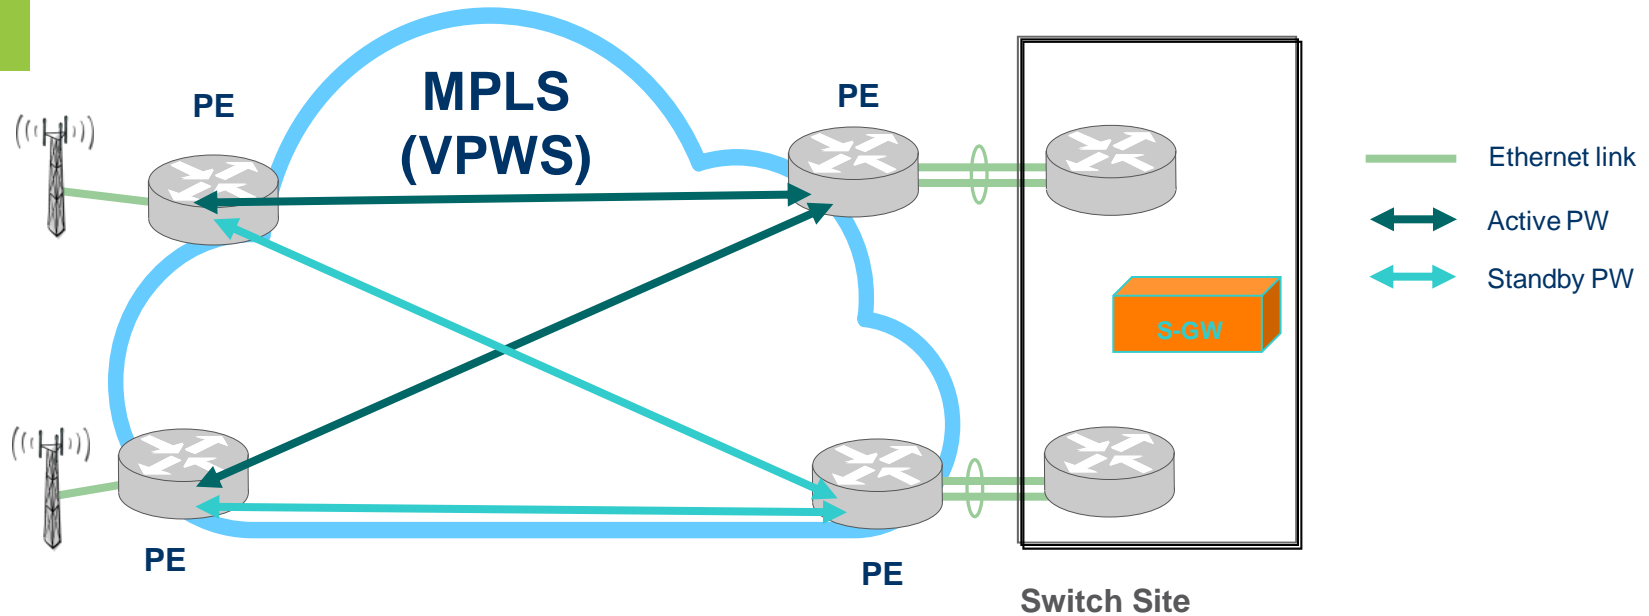 MPLS
(VPWS)
PE
PE
Ethernet link
Active PW
Standby PW
S-GW
PE
PE
Switch Site